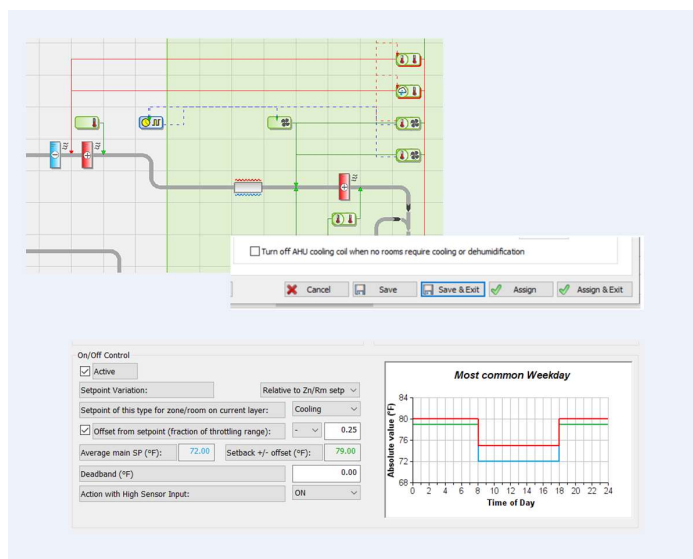 Turn off AHU cooling coil when no rooms require cooling or dehumidification
Cancel Save Save & Exit Assign Assign & Exit
On/Off Control
Active
Setpoint Variation: Relative to Zn/Rm setp
Setpoint of this type for zone/room on current layer: Cooling
Offset from setpoint (fraction of throttling range): - 0.25
Average main SP (°F): 72.00 Setback +/- offset (°F): 79.00
Deadband (°F) 0.00
Action with High Sensor Input: ON
Most common Weekday
Absolute value (°F)
84
80
76
72
68
0 2 4 6 8 10 12 14 16 18 20 22 24
Time of Day